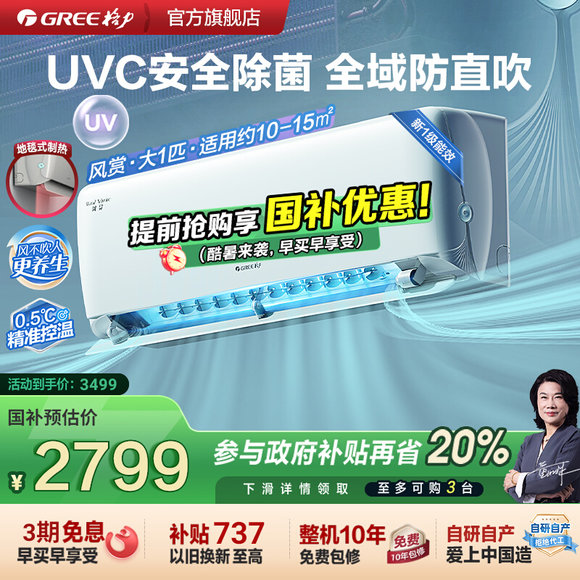 GREE 格力 官方旗舰店
UVC安全除菌 全域防直吹
UV
风赏·大1匹·适用约10-15m²
新1级能效
地毯式制热
提前抢购享 国补优惠!
(酷暑来袭,早买早享受)
GREE 格力
风不吹人
更养生
0.5℃
精准控温
活动到手价:3499
国补预估价
¥2799
参与政府补贴再省20%
下滑详情领取 至多可购3台
3期免息
早买早享受
补贴737
以旧换新至高
整机10年
免费包修
免费
10年包修
自研自产
爱上中国造
自研自产
拒绝代工